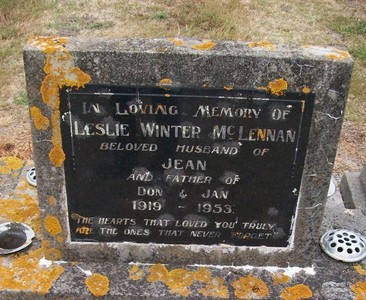 IN LOVING MEMORY OF
LESLIE WINTER McLENNAN
BELOVED HUSBAND OF
JEAN
AND FATHER OF
DON & JAN
1919 - 1953.
THE HEARTS THAT LOVED YOU TRULY,
ARE THE ONES THAT NEVER FORGET.